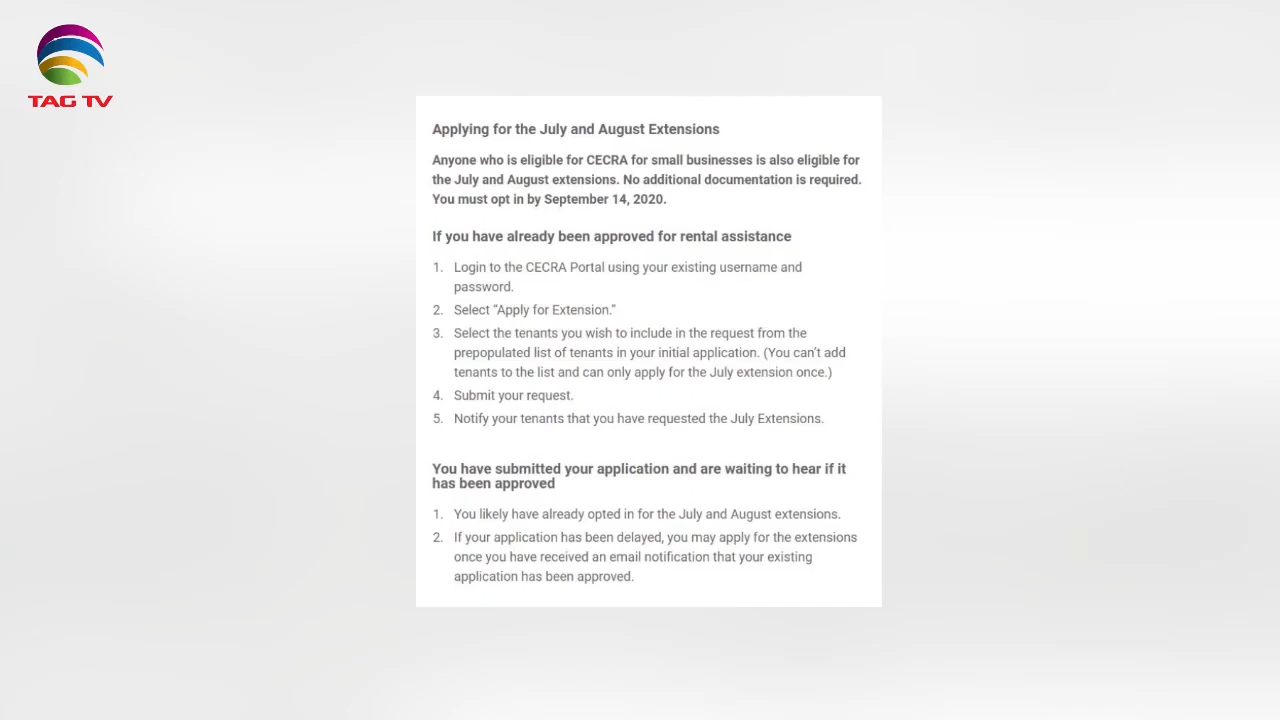 TAG TV
Applying for the July and August Extensions
Anyone who is eligible for CECRA for small businesses is also eligible for
the July and August extensions. No additional documentation is required.
You must opt in by September 14, 2020.
If you have already been approved for rental assistance
1. Login to the CECRA Portal using your existing username and
password.
2. Select “Apply for Extension.”
3. Select the tenants you wish to include in the request from the
prepopulated list of tenants in your initial application. (You can’t add
tenants to the list and can only apply for the July extension once.)
4. Submit your request.
5. Notify your tenants that you have requested the July Extensions.
You have submitted your application and are waiting to hear if it
has been approved
1. You likely have already opted in for the July and August extensions.
2. If your application has been delayed, you may apply for the extensions
once you have received an email notification that your existing
application has been approved.